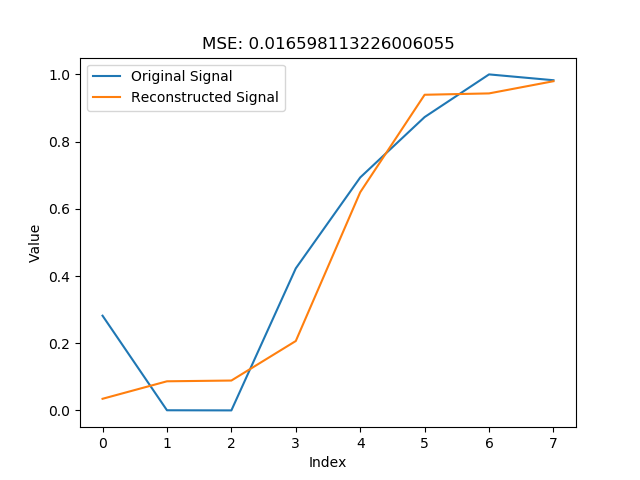 MSE: 0.016598113226006055
Original Signal
Reconstructed Signal
1.0
0.8
0.6
0.4
0.2
0.0
Value
0 1 2 3 4 5 6 7
Index